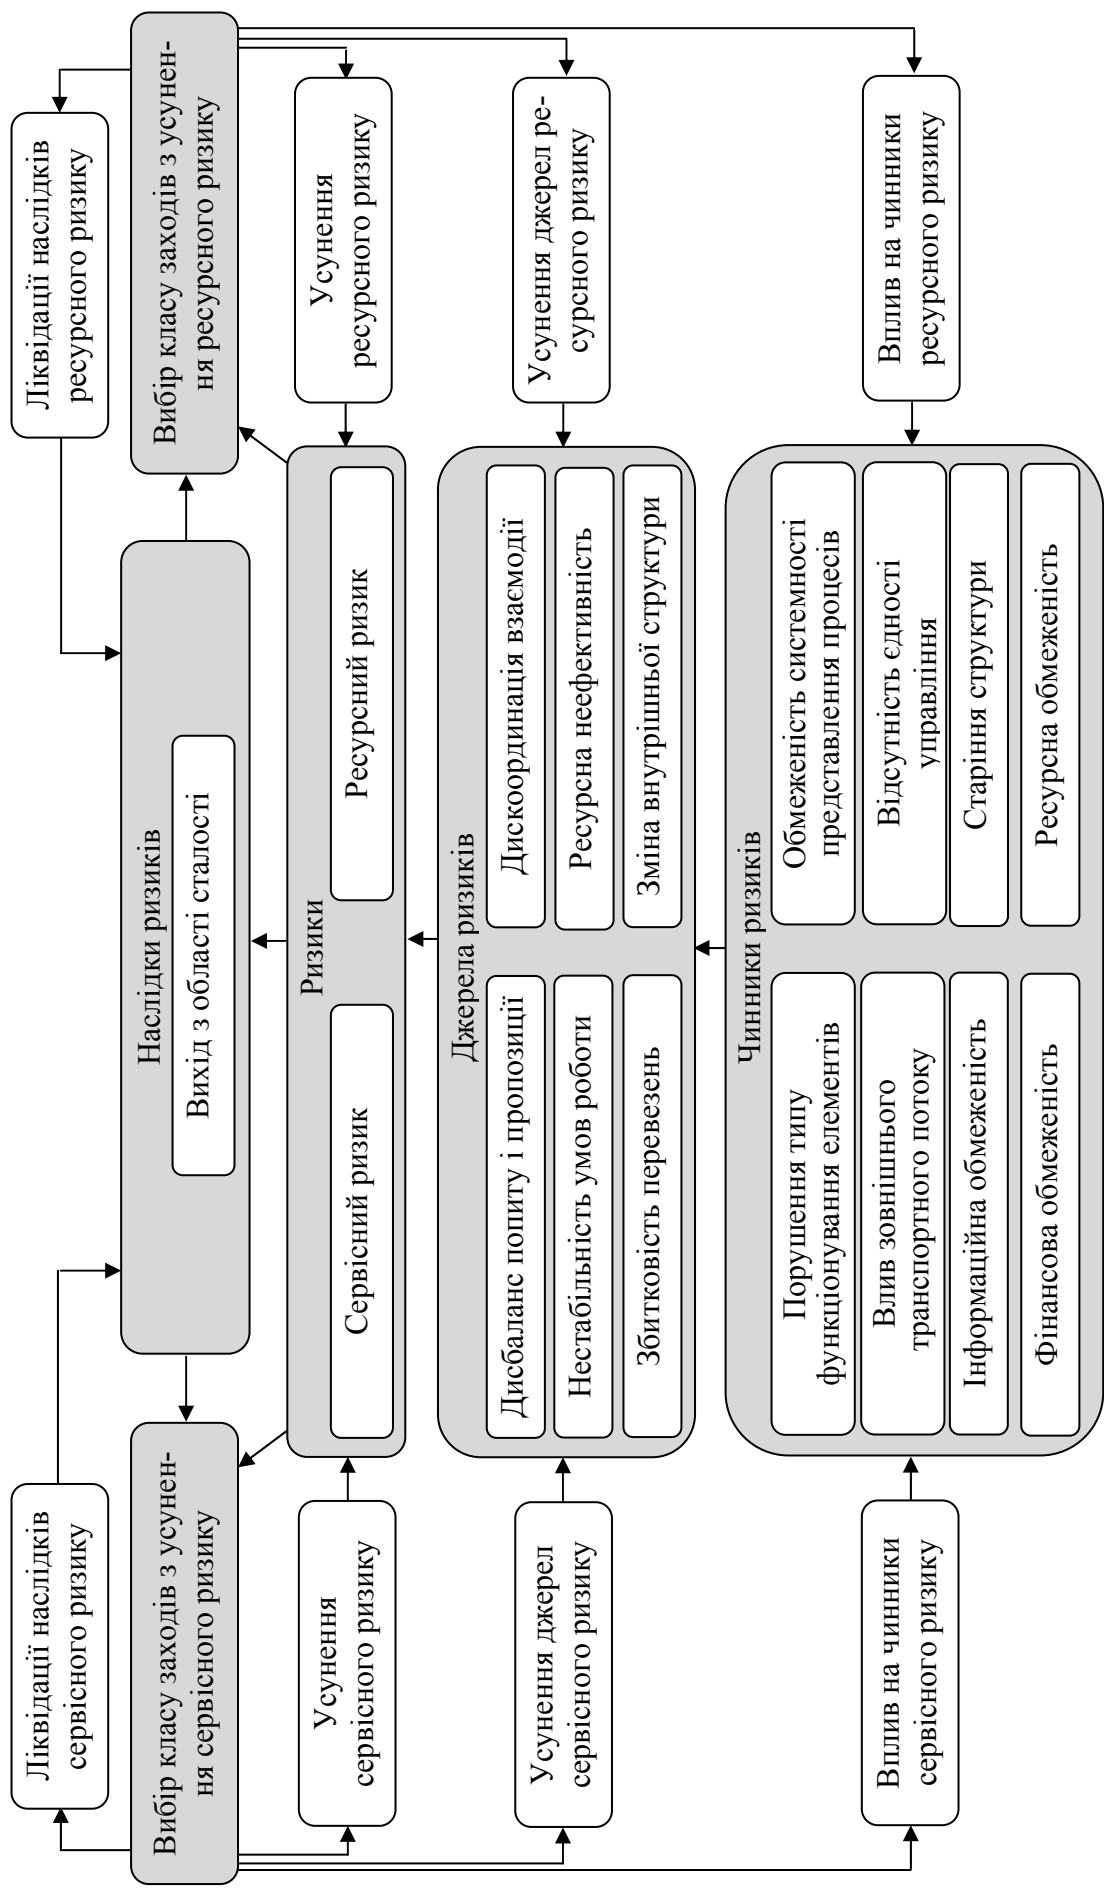 Ліквідації наслідків
сервісного ризику
Ліквідації наслідків
ресурсного ризику
Вибір класу заходів з усунен-
ня сервісного ризику
Наслідки ризиків
Вихід з області сталості
Вибір класу заходів з усунен-
ня ресурсного ризику
Усунення
сервісного ризику
Ризики
Сервісний ризик
Ресурсний ризик
Усунення
ресурсного ризику
Усунення джерел
сервісного ризику
Джерела ризиків
Дисбаланс попиту і пропозиції
Дискоординація взаємодії
Нестабільність умов роботи
Ресурсна неефективність
Збитковість перевезень
Зміна внутрішньої структури
Усунення джерел ре-
сурсного ризику
Вплив на чинники
сервісного ризику
Чинники ризиків
Порушення типу
функціонування елементів
Обмеженість системності
представлення процесів
Влив зовнішнього
транспортного потоку
Відсутність єдності
управління
Інформаційна обмеженість
Старіння структури
Фінансова обмеженість
Ресурсна обмеженість
Вплив на чинники
ресурсного ризику